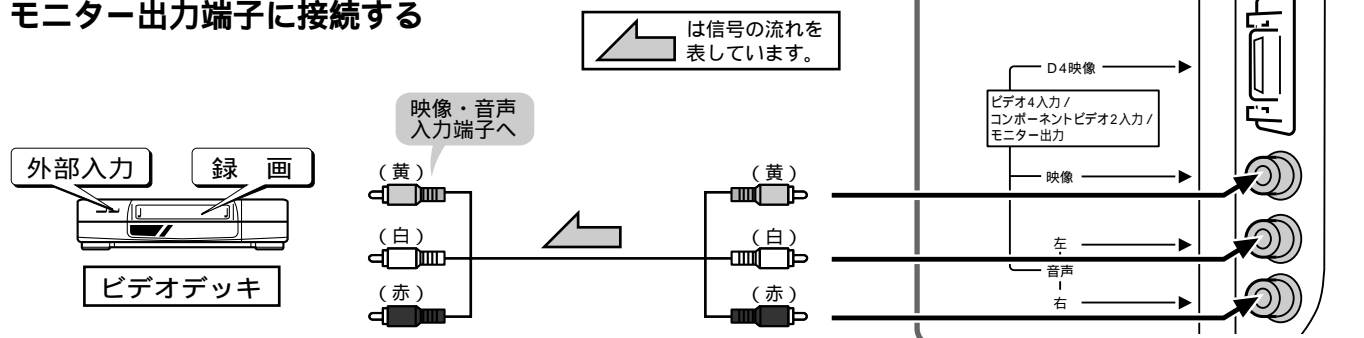 モニター出力端子に接続する
は信号の流れを
表しています。
映像・音声
入力端子へ
外部入力
録 画
ビデオデッキ
（黄）
（白）
（赤）
（黄）
（白）
（赤）
D4映像
ビデオ4入力/
コンポーネントビデオ2入力/
モニター出力
映像
左
音声
右